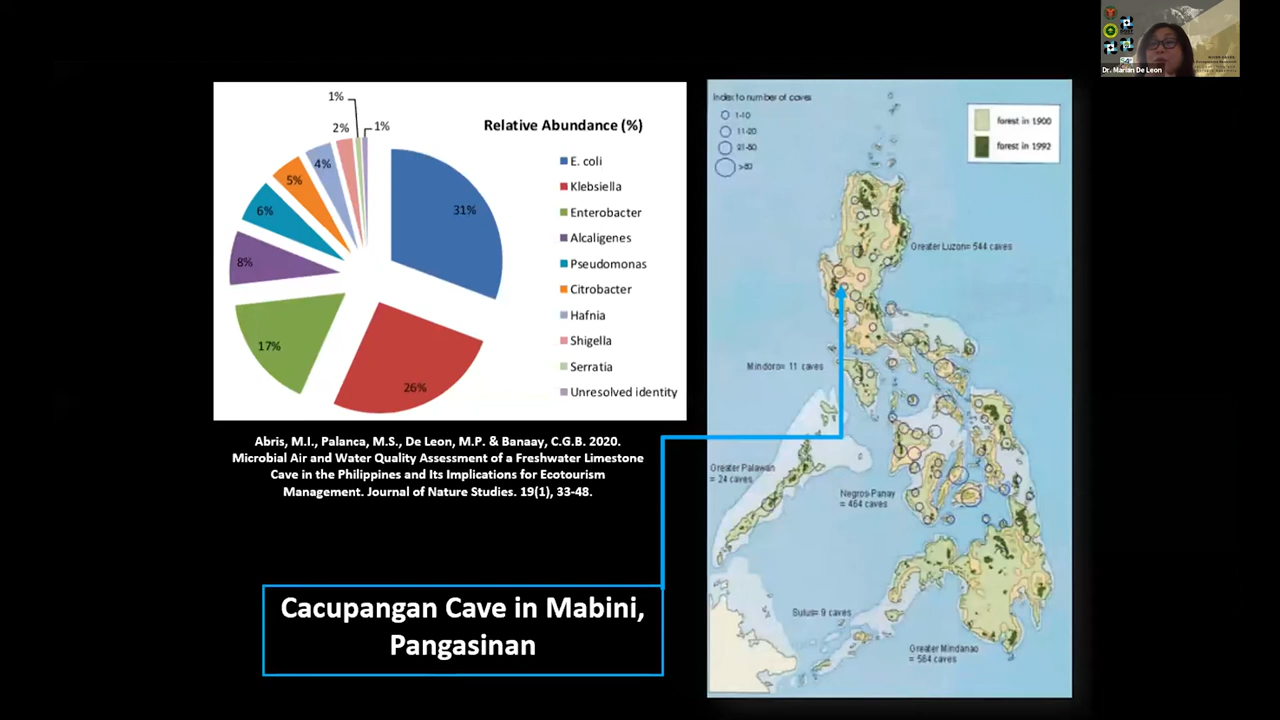 Dr. Marian De Leon
1%
2%
1%
4%
5%
6%
8%
17%
26%
31%
Relative Abundance (%)
E. coli
Klebsiella
Enterobacter
Alcaligenes
Pseudomonas
Citrobacter
Hafnia
Shigella
Serratia
Unresolved identity
Abris, M.I., Palanca, M.S., De Leon, M.P. & Banaay, C.G.B. 2020.
Microbial Air and Water Quality Assessment of a Freshwater Limestone
Cave in the Philippines and Its Implications for Ecotourism
Management. Journal of Nature Studies. 19(1), 33-48.
Cacupangan Cave in Mabini,
Pangasinan
Index to number of caves
1-10
11-20
21-50
>50
forest in 1900
forest in 1992
Greater Luzon= 544 caves
Mindoro= 11 caves
Greater Palawan
= 24 caves
Negros-Panay
= 464 caves
Sulus= 9 caves
Greater Mindanao
= 564 caves